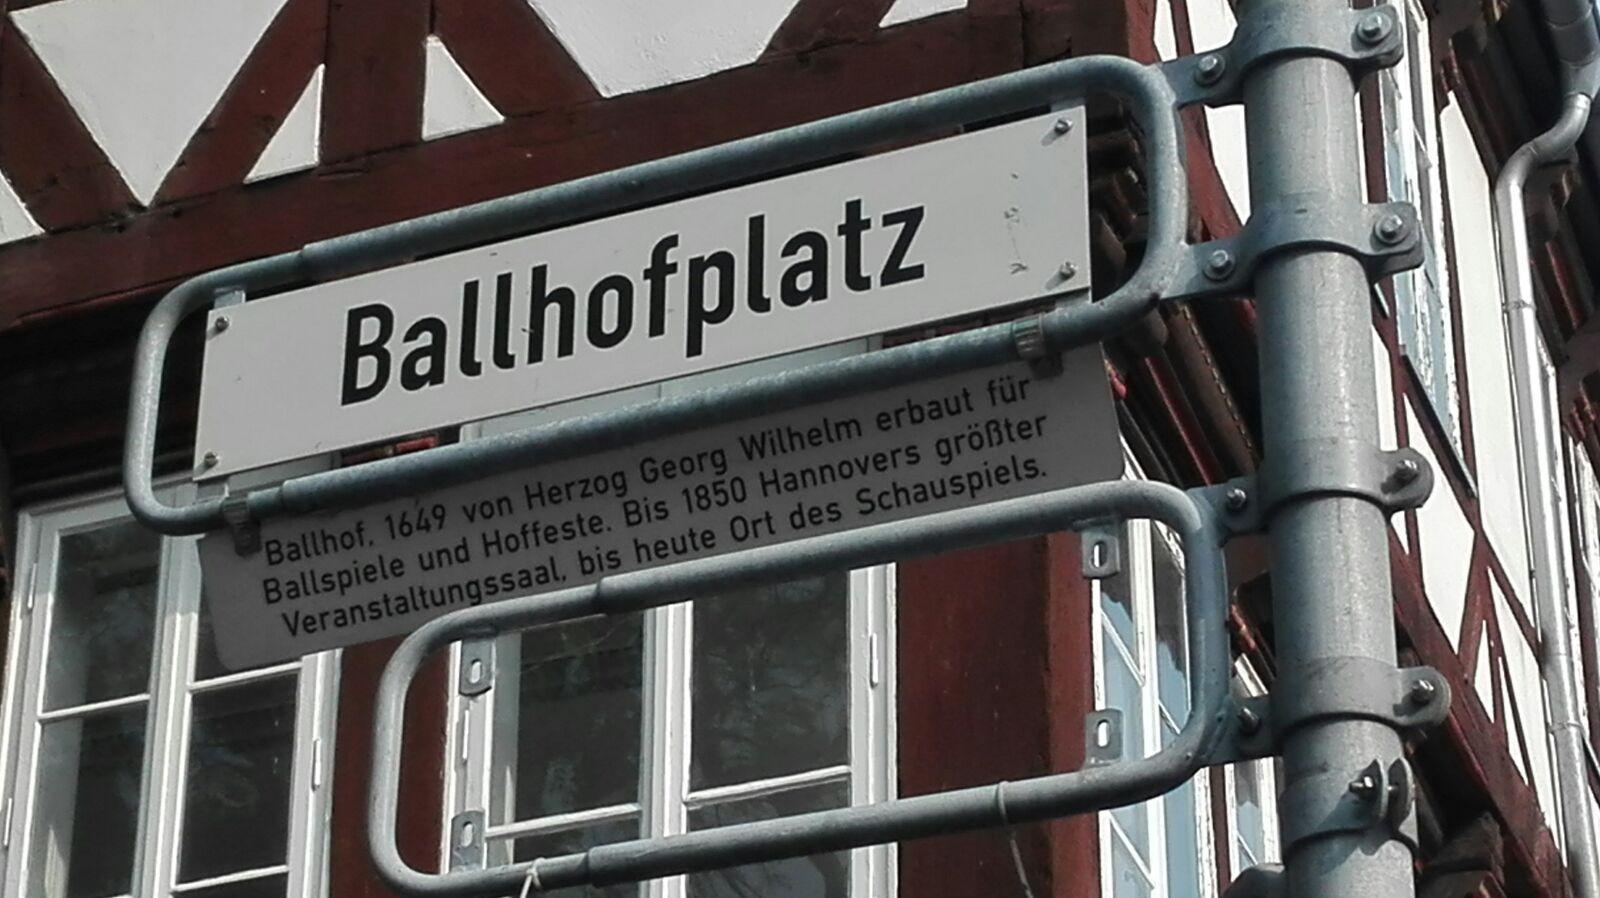 Ballhofplatz
Ballhof, 1649 von Herzog Georg Wilhelm erbaut für
Ballspiele und Hoffeste. Bis 1850 Hannovers größter
Veranstaltungssaal, bis heute Ort des Schauspiels.